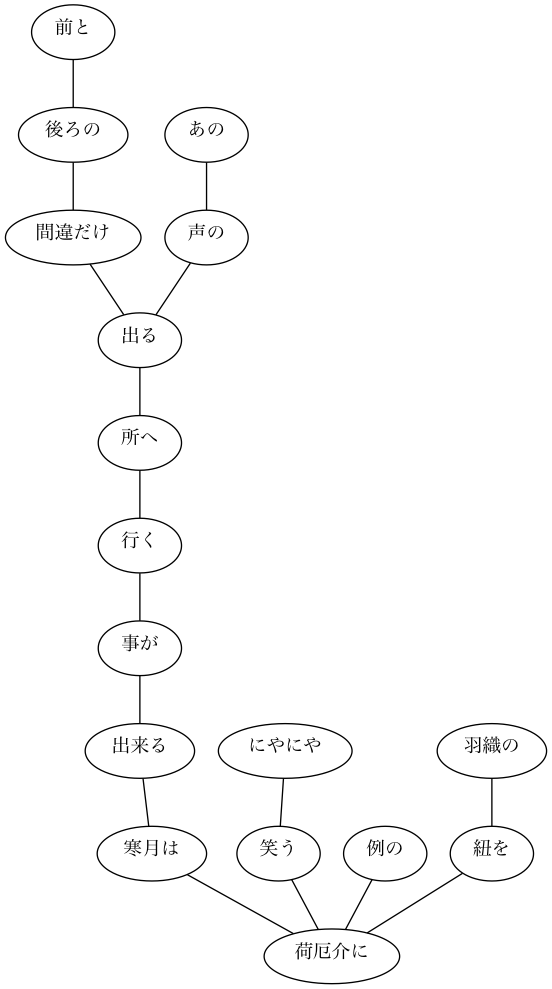 前と
後ろの
あの
間違だけ
声の
出る
所へ
行く
事が
出来る
にやにや
羽織の
寒月は
笑う
例の
紐を
荷厄介に